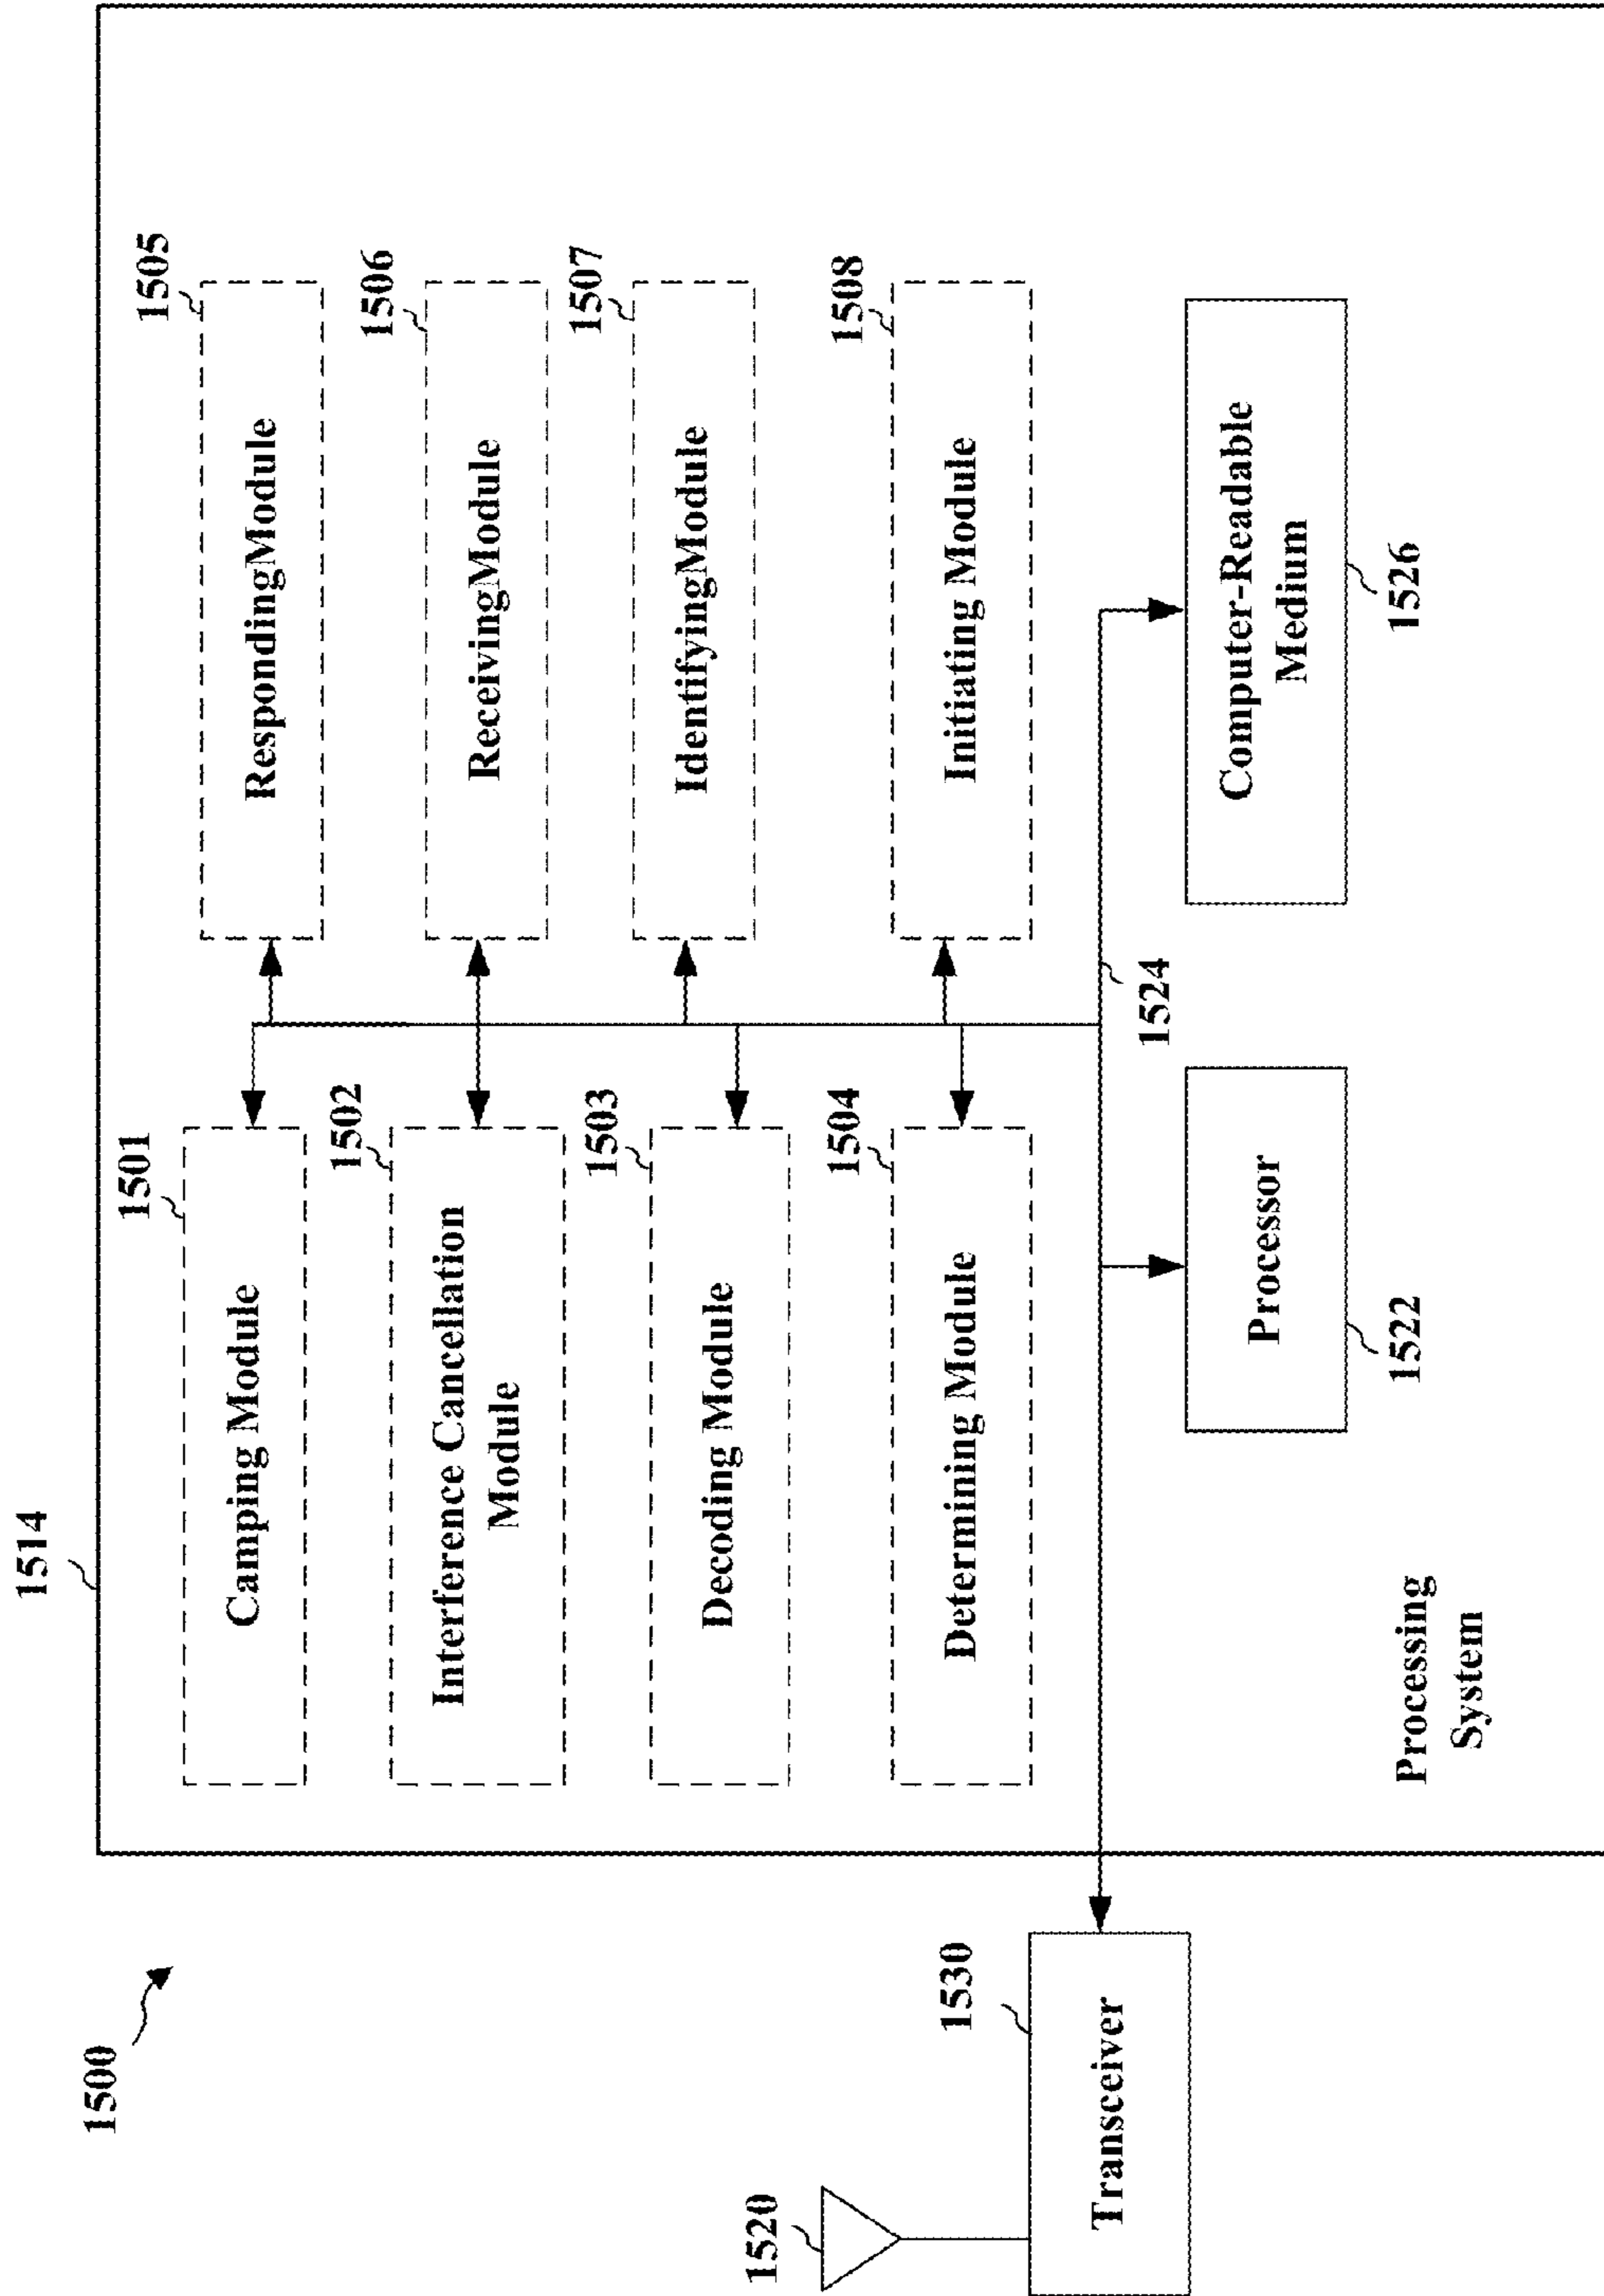 1500
1514
1501
Camping Module
1505
RespondingModule
1502
Interference Cancellation
Module
1506
ReceivingModule
1503
Decoding Module
1507
IdentifyingModule
1504
Determining Module
1508
Initiating Module
1520
1530
Transceiver
1524
Processor
1522
Computer-Readable
Medium
1526
Processing
System